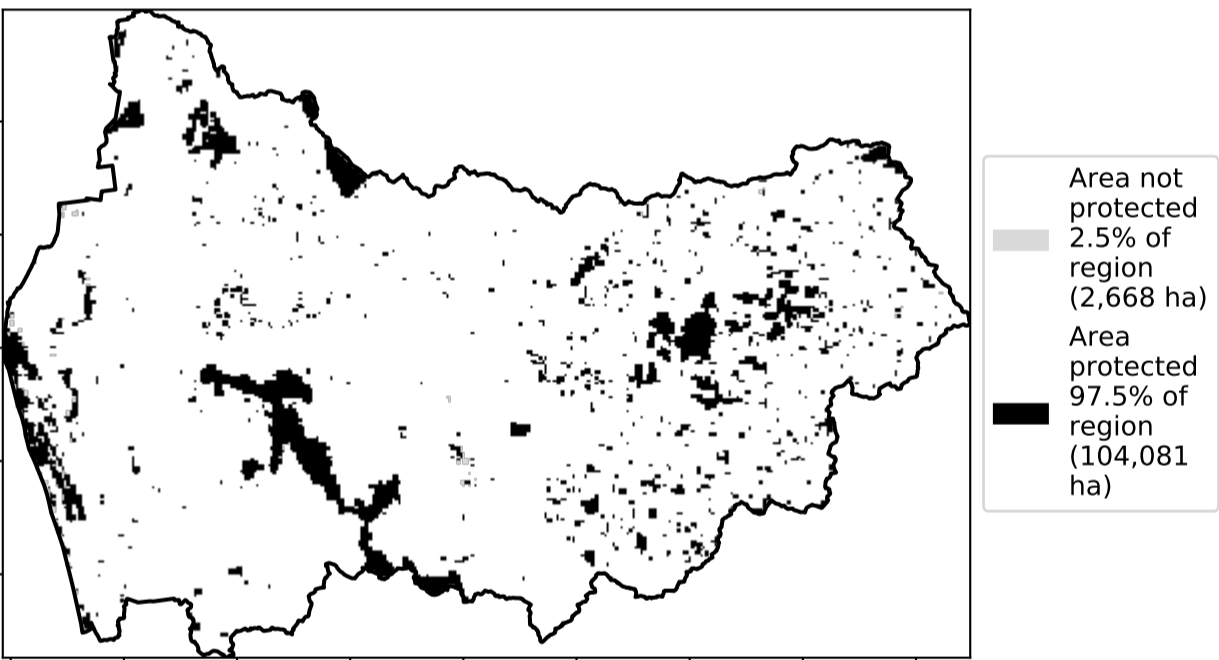 Area not
protected
2.5% of
region
(2,668 ha)
Area
protected
97.5% of
region
(104,081
ha)